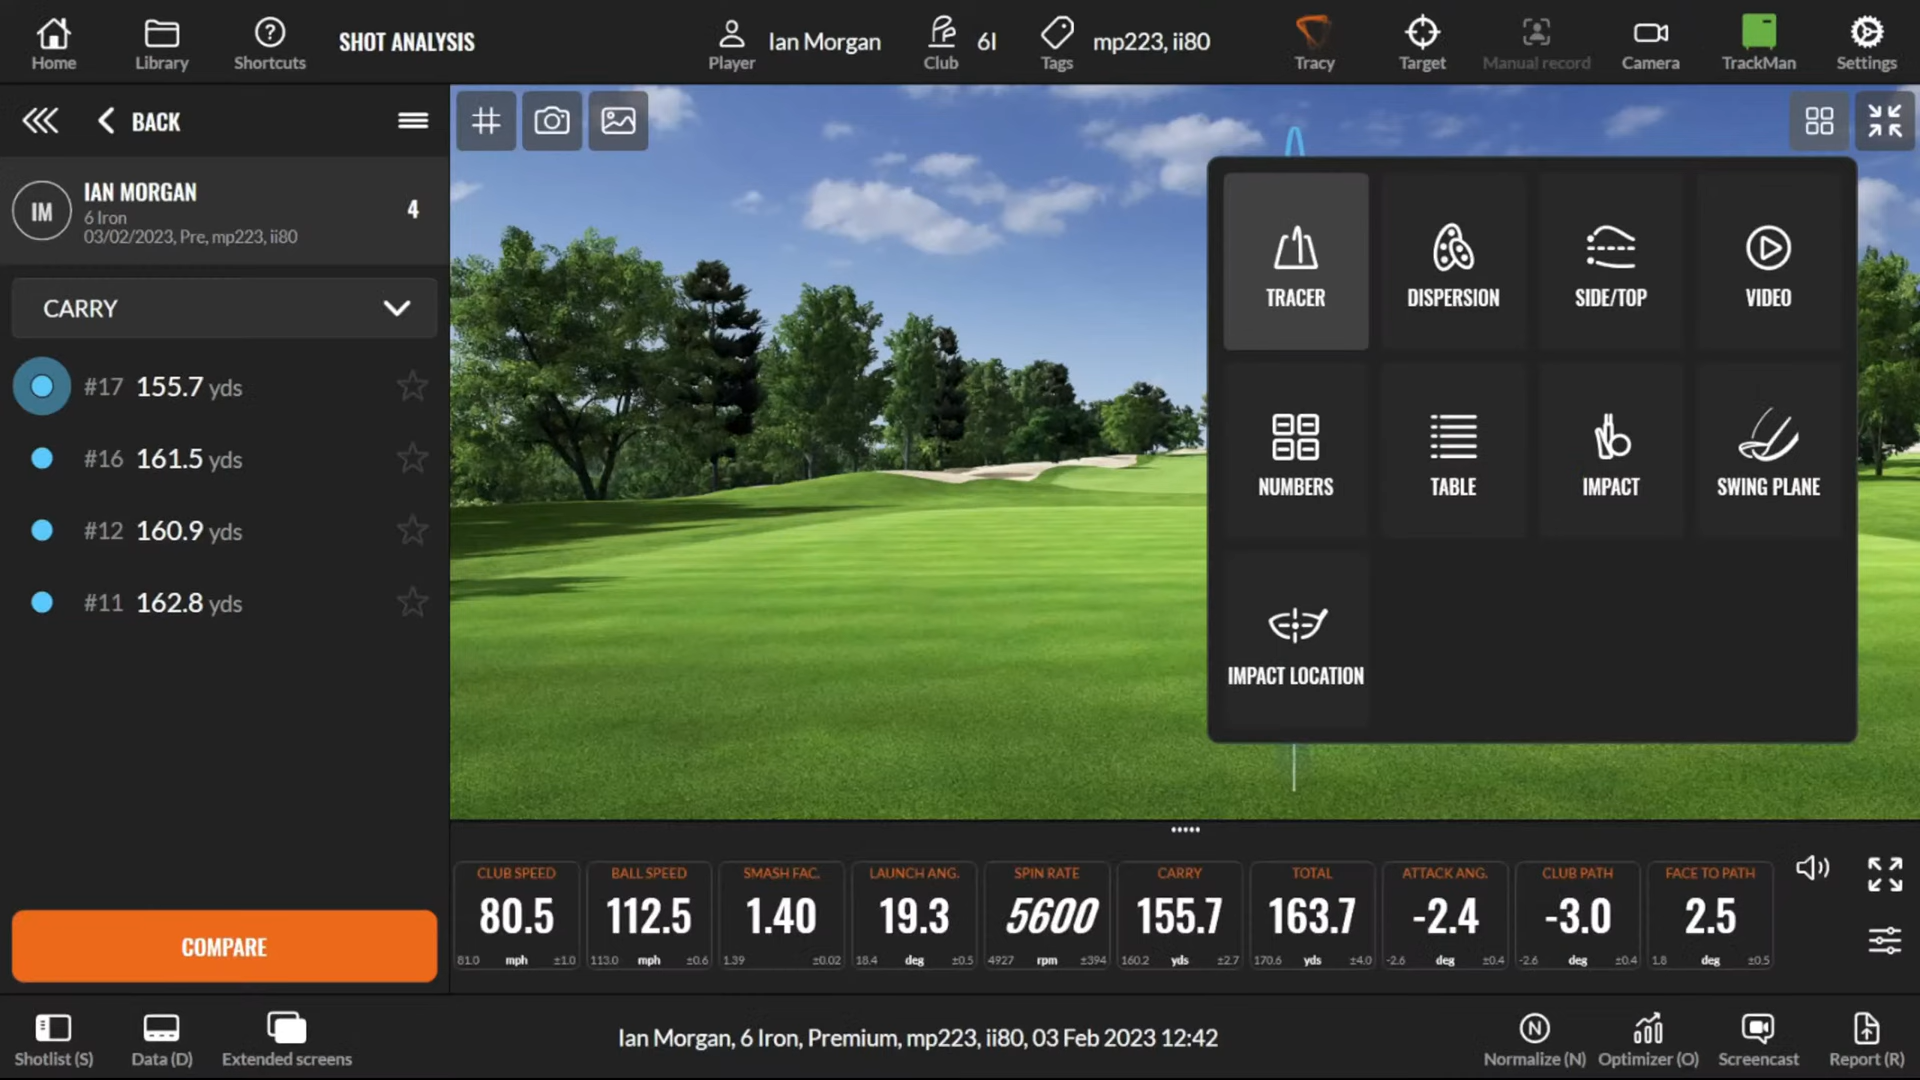 Home
Library
Shortcuts
SHOT ANALYSIS
Player
Ian Morgan
Club
6I
Tags
mp223, ii80
Tracy
Target
Manual record
Camera
TrackMan
Settings
BACK
IM
IAN MORGAN
6 Iron
03/02/2023, Pre, mp223, ii80
4
CARRY
#17 155.7 yds
#16 161.5 yds
#12 160.9 yds
#11 162.8 yds
COMPARE
TRACER
DISPERSION
SIDE/TOP
VIDEO
NUMBERS
TABLE
IMPACT
SWING PLANE
IMPACT LOCATION
CLUB SPEED
80.5
81.0 mph ±1.0
BALL SPEED
112.5
113.0 mph ±0.6
SMASH FAC.
1.40
1.39 ±0.02
LAUNCH ANG.
19.3
18.4 deg ±0.5
SPIN RATE
5600
4927 rpm ±394
CARRY
155.7
160.2 yds ±2.7
TOTAL
163.7
170.6 yds ±4.0
ATTACK ANG.
-2.4
-2.6 deg ±0.4
CLUB PATH
-3.0
-2.6 deg ±0.4
FACE TO PATH
2.5
1.8 deg ±0.5
Shotlist (S)
Data (D)
Extended screens
Ian Morgan, 6 Iron, Premium, mp223, ii80, 03 Feb 2023 12:42
N
Normalize (N)
Optimizer (O)
Screencast
Report (R)